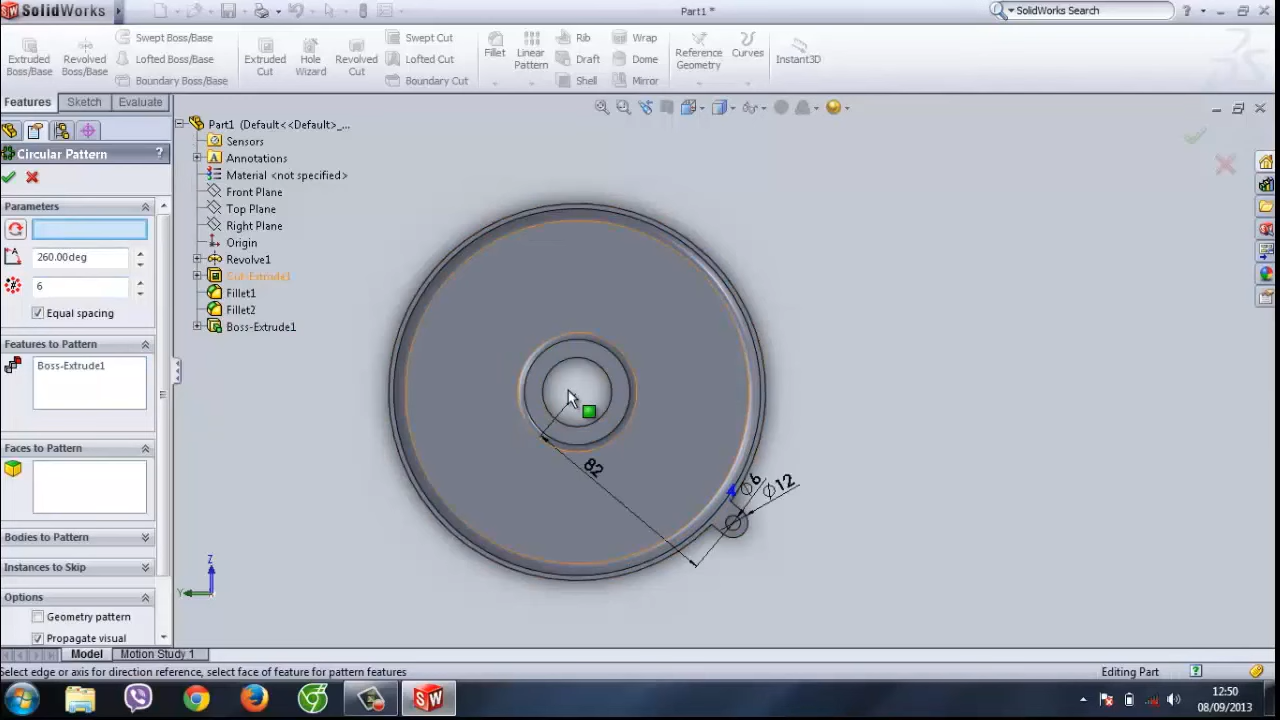 SolidWorks
Part1 *
SolidWorks Search
Extruded Boss/Base
Revolved Boss/Base
Swept Boss/Base
Lofted Boss/Base
Boundary Boss/Base
Extruded Cut
Hole Wizard
Revolved Cut
Swept Cut
Lofted Cut
Boundary Cut
Fillet
Linear Pattern
Rib
Draft
Shell
Wrap
Dome
Mirror
Reference Geometry
Curves
Instant3D
Features
Sketch
Evaluate
Circular Pattern
?
Parameters
260.00deg
6
Equal spacing
Features to Pattern
Boss-Extrude1
Faces to Pattern
Bodies to Pattern
Instances to Skip
Options
Geometry pattern
Propagate visual
Part1 (Default<<Default>_...
Sensors
Annotations
Material <not specified>
Front Plane
Top Plane
Right Plane
Origin
Revolve1
Cut-Extrude1
Fillet1
Fillet2
Boss-Extrude1
82
∅6
∅12
Z
Y
Model
Motion Study 1
Select edge or axis for direction reference, select face of feature for pattern features
Editing Part
12:50
08/09/2013